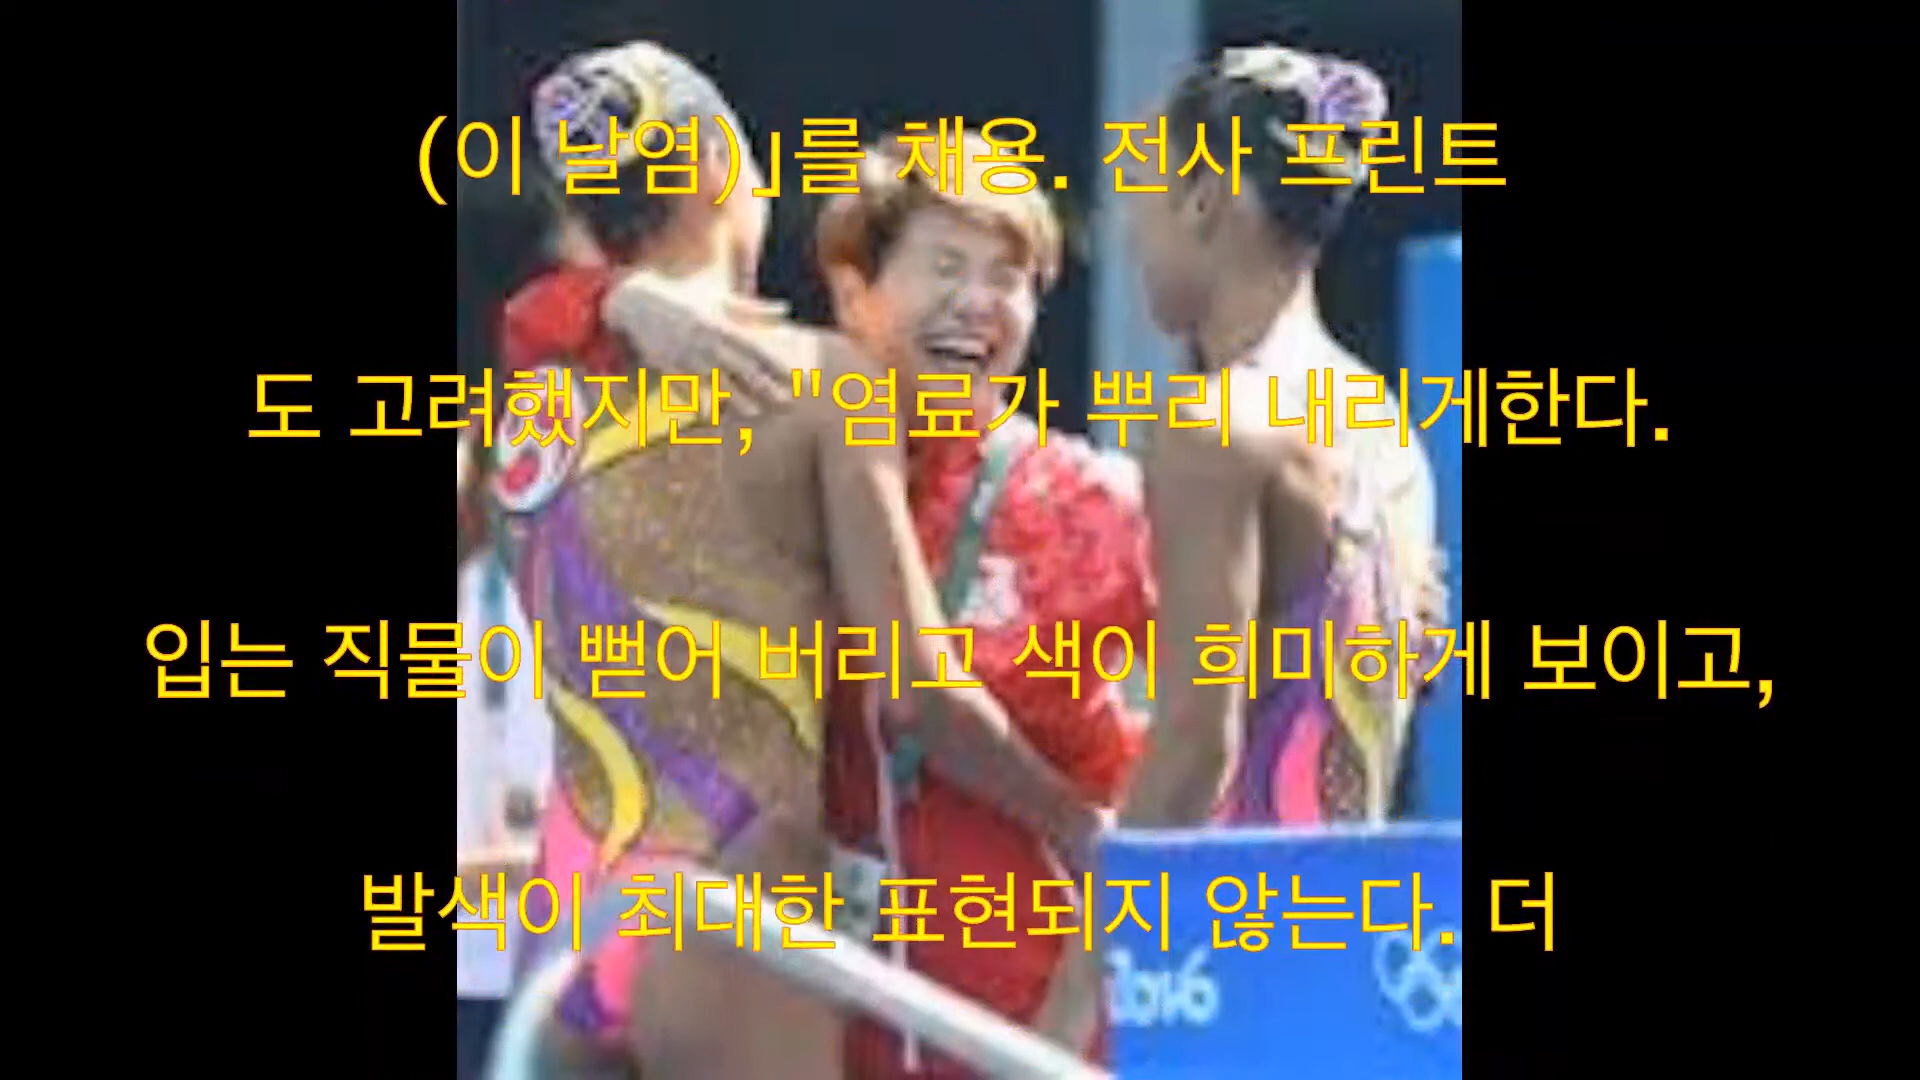 (이 날염)」를 채용. 전사 프린트
도 고려했지만, "염료가 뿌리 내리게한다.
입는 직물이 뻗어 버리고 색이 희미하게 보이고,
발색이 최대한 표현되지 않는다. 더
2016